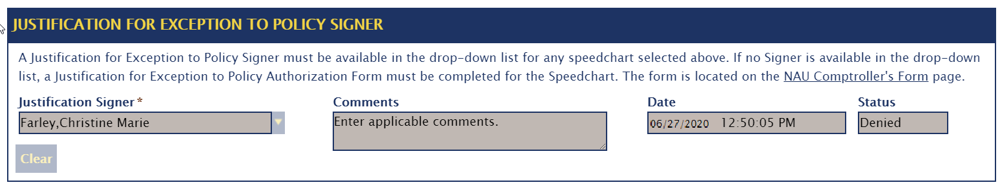 JUSTIFICATION FOR EXCEPTION TO POLICY SIGNER
A Justification for Exception to Policy Signer must be available in the drop-down list for any speedchart selected above. If no Signer is available in the drop-down
list, a Justification for Exception to Policy Authorization Form must be completed for the Speedchart. The form is located on the NAU Comptroller's Form page.
Justification Signer* Comments Date Status
Farley,Christine Marie Enter applicable comments. 06/27/2020 12:50:05 PM Denied
Clear